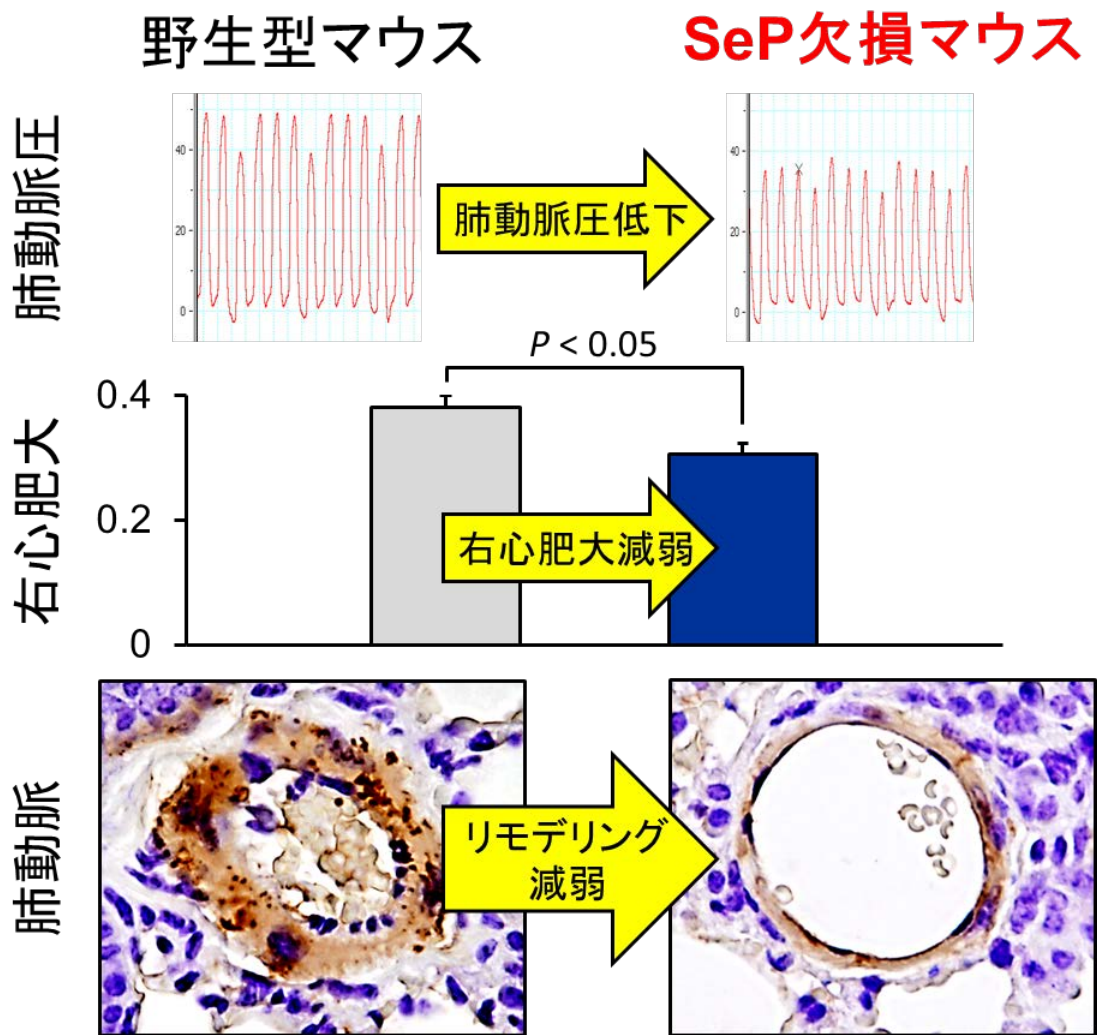 野生型マウス
SeP欠損マウス
肺動脈圧
40
20
0
肺動脈圧低下
40
20
0
P < 0.05
右心肥大
0.4
0.2
0
右心肥大減弱
肺動脈
リモデリング
減弱